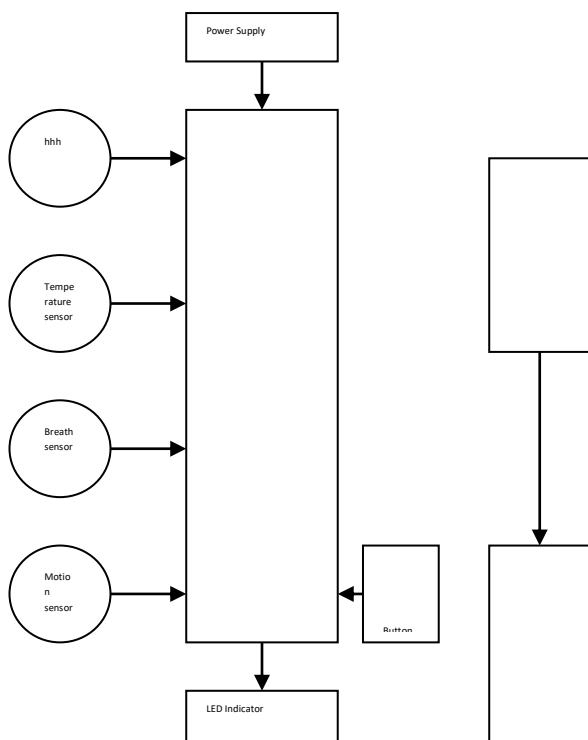 Power Supply
hhh
Tempe
rature
sensor
Breath
sensor
Motio
n
sensor
Button
LED Indicator